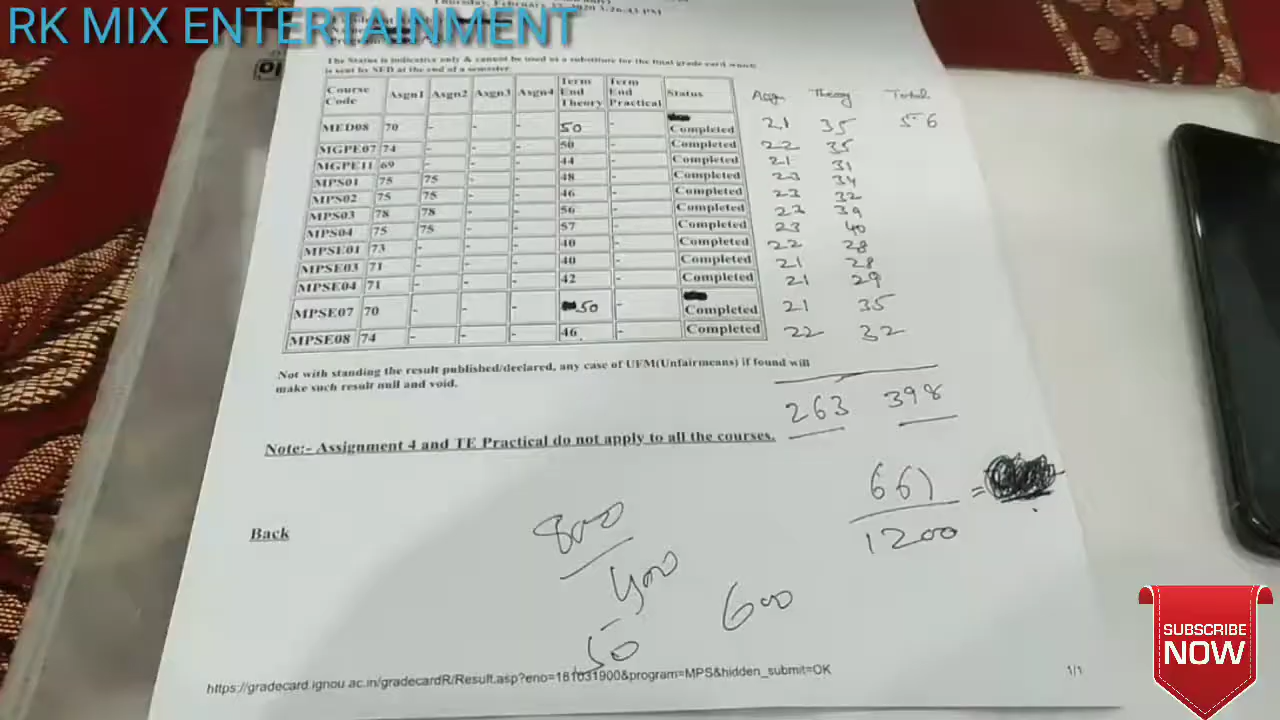 RK MIX ENTERTAINMENT
Thursday, February
The Status is indicative only & cannot be used as a substitute for the final grade card which
is sent by SED at the end of a semester.
Course Code Asgn1 Asgn2 Asgn3 Asgn4 Term End Theory Term End Practical Status Asgn Theory Total
MED08 70 - - - 50 - Completed 21 35 56
MGPE07 74 - - - 50 - Completed 22 35
MGPE11 69 - - - 44 - Completed 21 31
MPS01 75 75 - - 48 - Completed 23 34
MPS02 75 75 - - 46 - Completed 23 32
MPS03 78 78 - - 56 - Completed 23 39
MPS04 75 75 - - 57 - Completed 23 40
MPSE01 73 - - - 40 - Completed 22 28
MPSE03 71 - - - 40 - Completed 21 28
MPSE04 71 - - - 42 - Completed 21 29
MPSE07 70 - - - 50 - Completed 21 35
MPSE08 74 - - - 46 - Completed 22 32
Not with standing the result published/declared, any case of UFM(Unfairmeans) if found will
make such result null and void.
263 398
Note:- Assignment 4 and TE Practical do not apply to all the courses.
661 =
1200
Back
800
400
600
50
https://gradecard.ignou.ac.in/gradecardR/Result.asp?eno=161031900&program=MPS&hidden_submit=OK 1/1
SUBSCRIBE
NOW